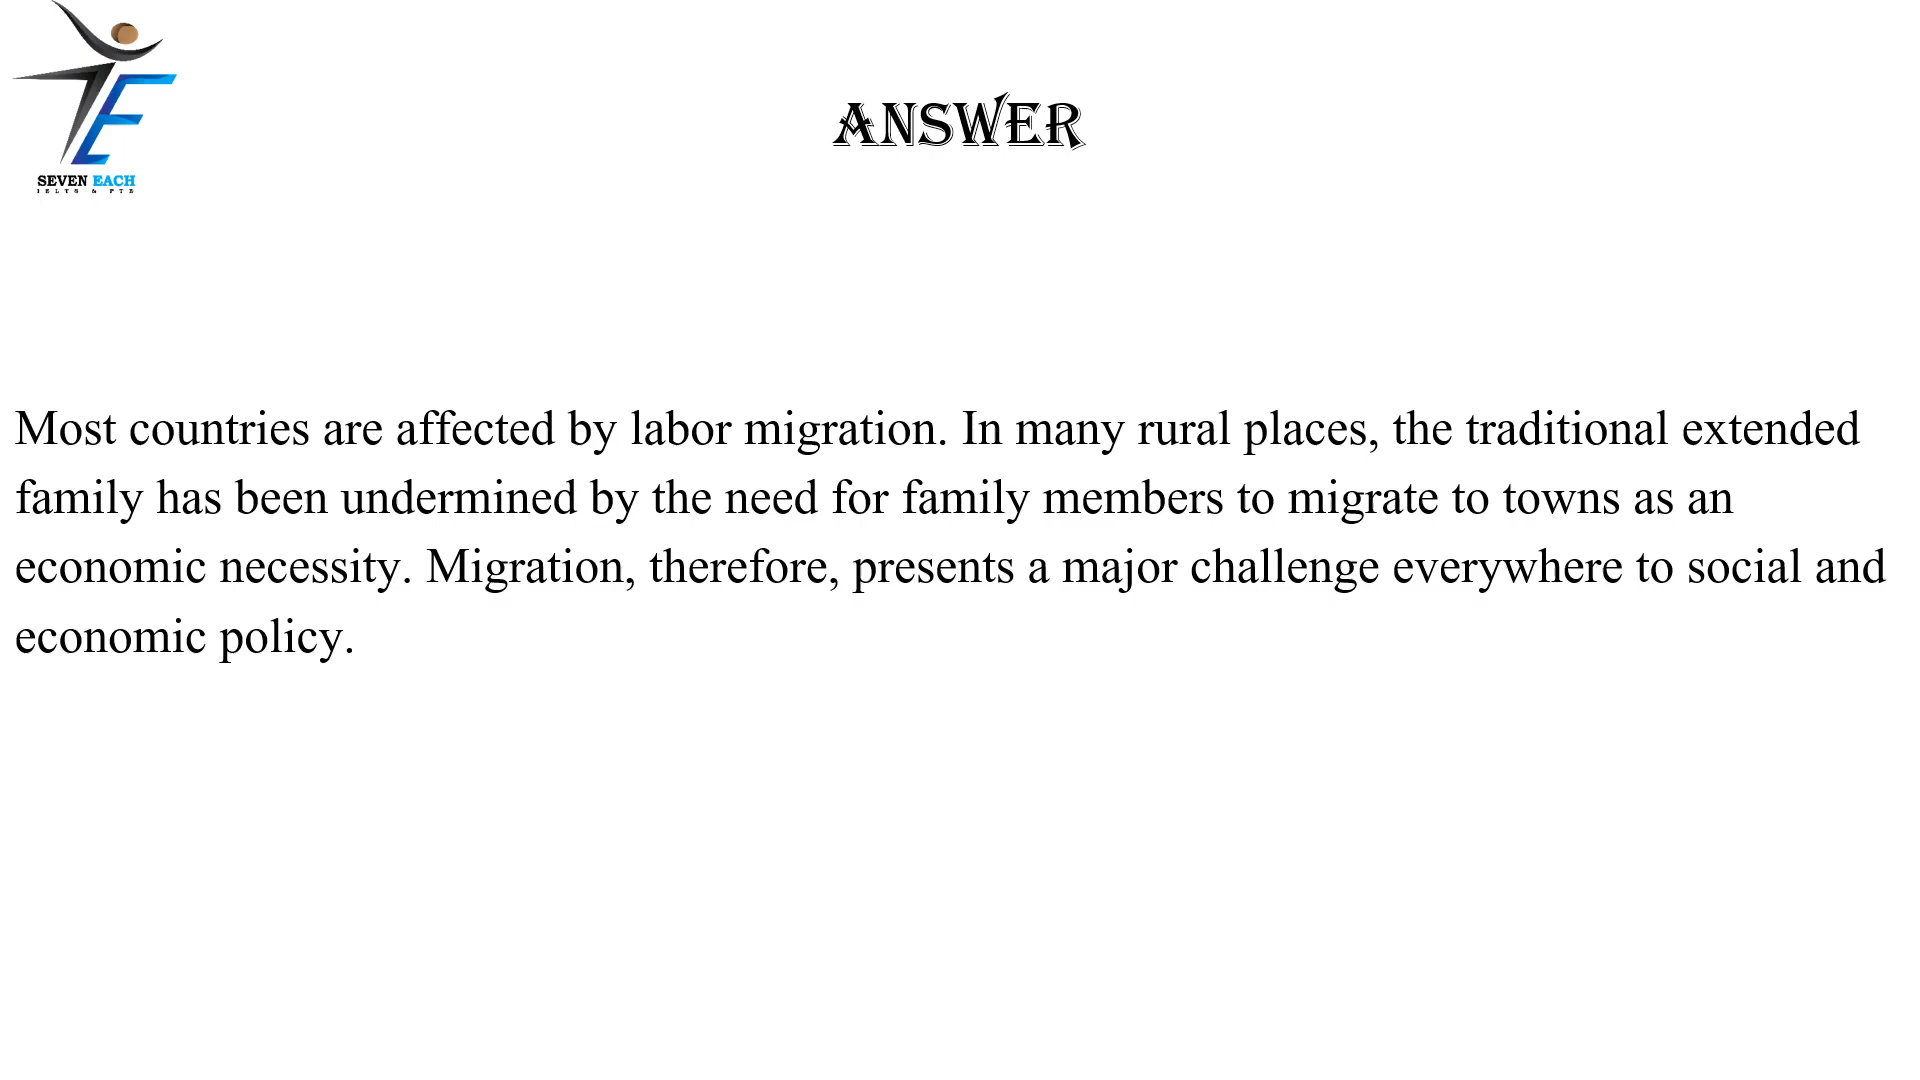 SEVEN EACH
IELTS & PTE
ANSWER
Most countries are affected by labor migration. In many rural places, the traditional extended
family has been undermined by the need for family members to migrate to towns as an
economic necessity. Migration, therefore, presents a major challenge everywhere to social and
economic policy.